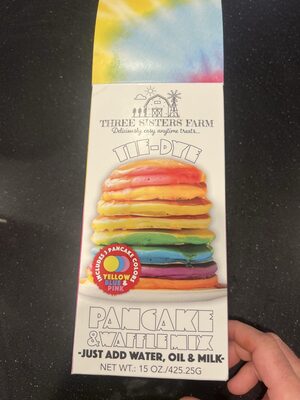 THREE SISTERS FARM
Deliciously easy anytime treats...
TIE-DYE
INCLUDES 3 PANCAKE COLORS
YELLOW
BLUE &
PINK
PANCAKE
& WAFFLE MIX
-JUST ADD WATER, OIL & MILK-
NET WT.: 15 OZ./425.25G